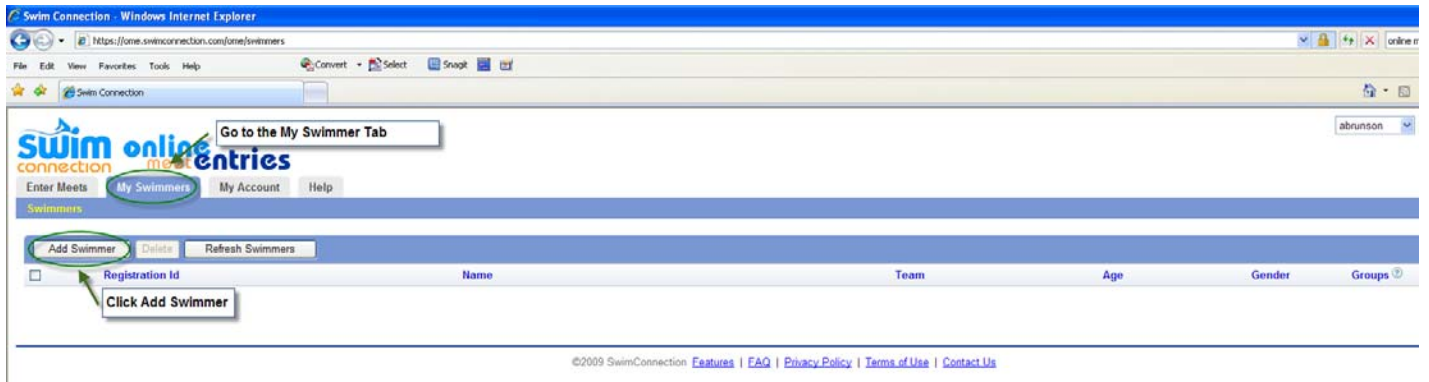 Swim Connection - Windows Internet Explorer
https://ome.swimconnection.com/ome/swimmers
online m
File Edit View Favorites Tools Help Convert Select SnagIt
Swim Connection
Go to the My Swimmer Tab
abrunson
swim online
connection meet entries
Enter Meets My Swimmers My Account Help
Swimmers
Add Swimmer Delete Refresh Swimmers
Registration Id Name Team Age Gender Groups ?
Click Add Swimmer
©2009 SwimConnection Features | FAQ | Privacy Policy | Terms of Use | Contact Us